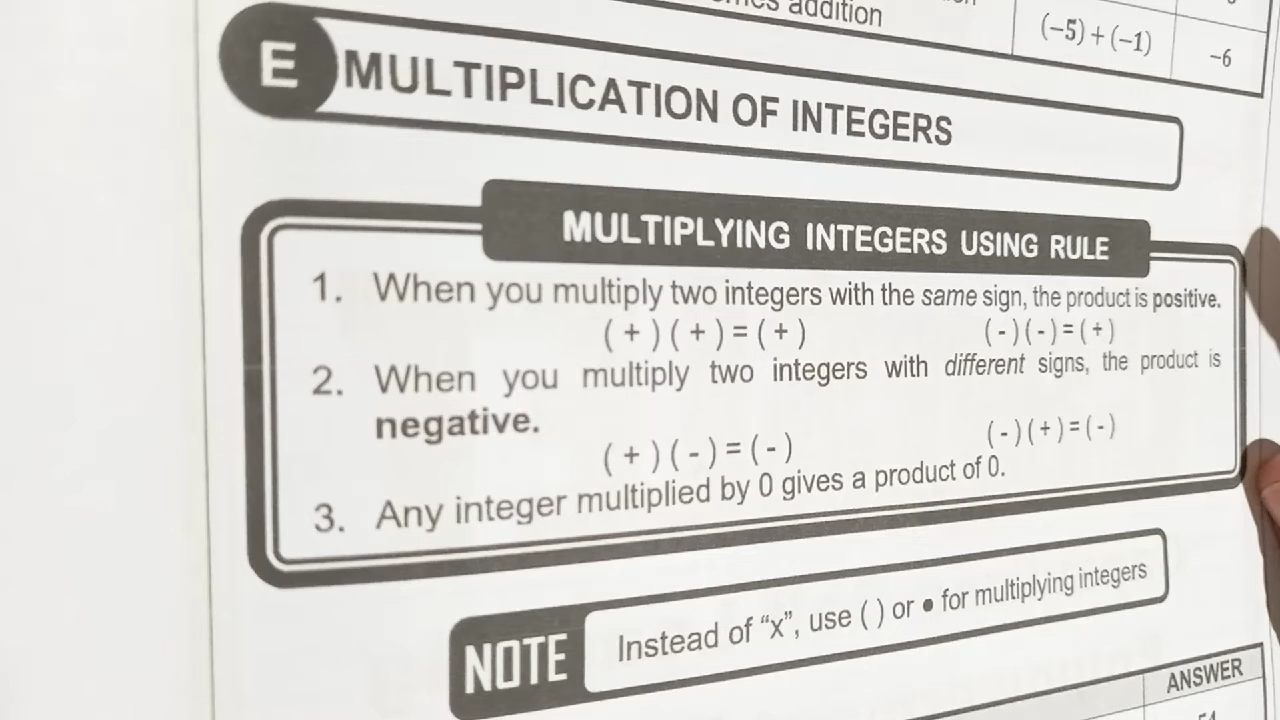 addition
(−5) + (−1)
−6
E MULTIPLICATION OF INTEGERS
MULTIPLYING INTEGERS USING RULE
1. When you multiply two integers with the same sign, the product is positive.
( + ) ( + ) = ( + ) ( - ) ( - ) = ( + )
2. When you multiply two integers with different signs, the product is
negative.
( + ) ( - ) = ( - ) ( - ) ( + ) = ( - )
3. Any integer multiplied by 0 gives a product of 0.
NOTE Instead of “x”, use ( ) or ● for multiplying integers
ANSWER